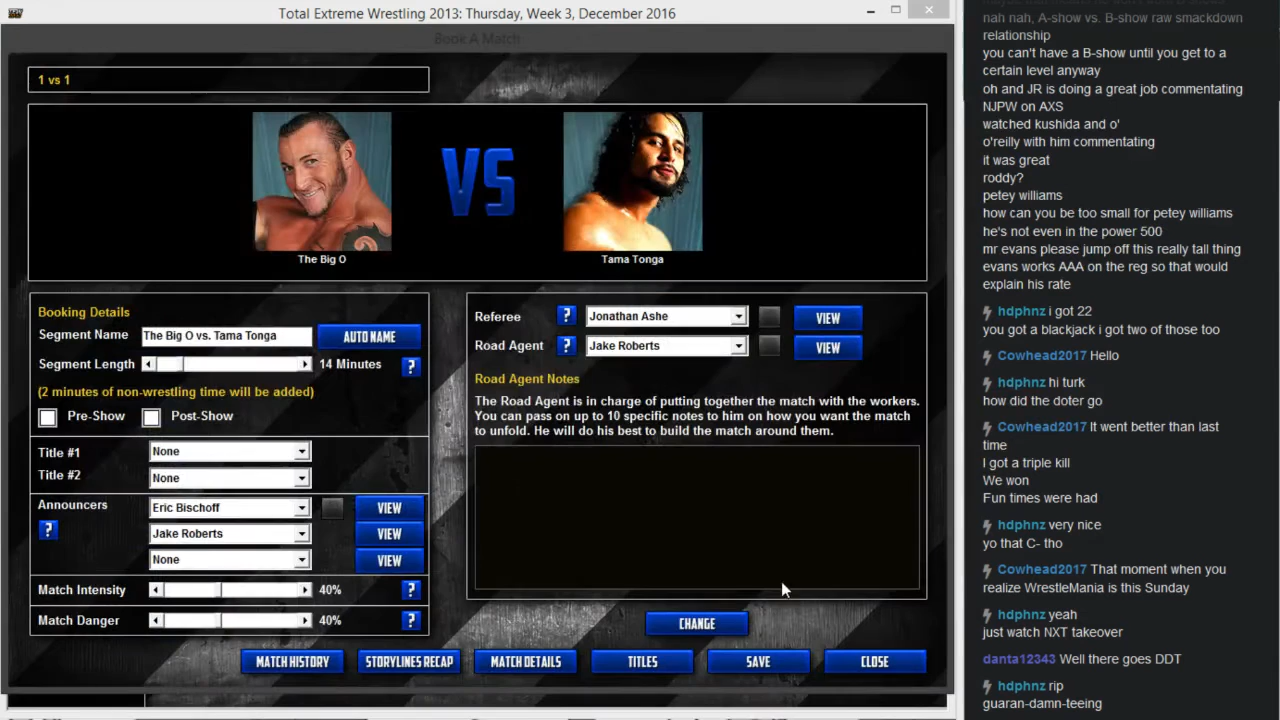 Total Extreme Wrestling 2013: Thursday, Week 3, December 2016
Book A Match
1 vs 1
VS
The Big O
Tama Tonga
Booking Details
Segment Name
The Big O vs. Tama Tonga
AUTO NAME
Segment Length
14 Minutes
?
(2 minutes of non-wrestling time will be added)
Pre-Show
Post-Show
Title #1
None
Title #2
None
Announcers
Eric Bischoff
VIEW
?
Jake Roberts
VIEW
None
VIEW
Match Intensity
40%
?
Match Danger
40%
?
Referee
?
Jonathan Ashe
VIEW
Road Agent
?
Jake Roberts
VIEW
Road Agent Notes
The Road Agent is in charge of putting together the match with the workers.
You can pass on up to 10 specific notes to him on how you want the match
to unfold. He will do his best to build the match around them.
CHANGE
MATCH HISTORY
STORYLINES RECAP
MATCH DETAILS
TITLES
SAVE
CLOSE
nah nah, A-show vs. B-show raw smackdown
relationship
you can't have a B-show until you get to a
certain level anyway
oh and JR is doing a great job commentating
NJPW on AXS
watched kushida and o'
o'reilly with him commentating
it was great
roddy?
petey williams
how can you be too small for petey williams
he's not even in the power 500
mr evans please jump off this really tall thing
evans works AAA on the reg so that would
explain his rate
hdphnz i got 22
you got a blackjack i got two of those too
Cowhead2017 Hello
hdphnz hi turk
how did the doter go
Cowhead2017 It went better than last
time
I got a triple kill
We won
Fun times were had
hdphnz very nice
yo that C- tho
Cowhead2017 That moment when you
realize WrestleMania is this Sunday
hdphnz yeah
just watch NXT takeover
danta12343 Well there goes DDT
hdphnz rip
guaran-damn-teeing